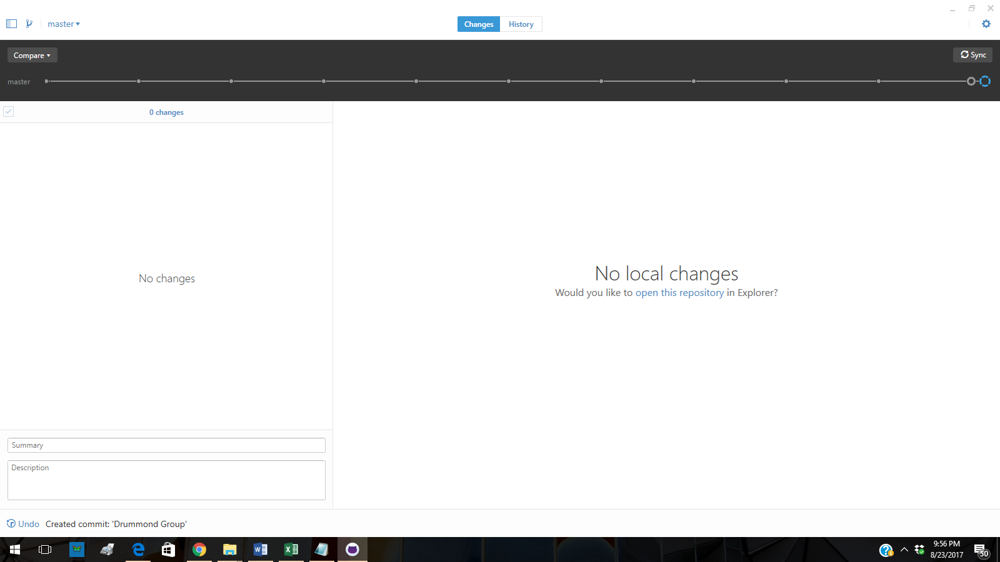 master
Changes
History
Compare
Sync
master
0 changes
No changes
No local changes
Would you like to open this repository in Explorer?
Summary
Description
Undo Created commit: 'Drummond Group'
9:56 PM
8/23/2017
50